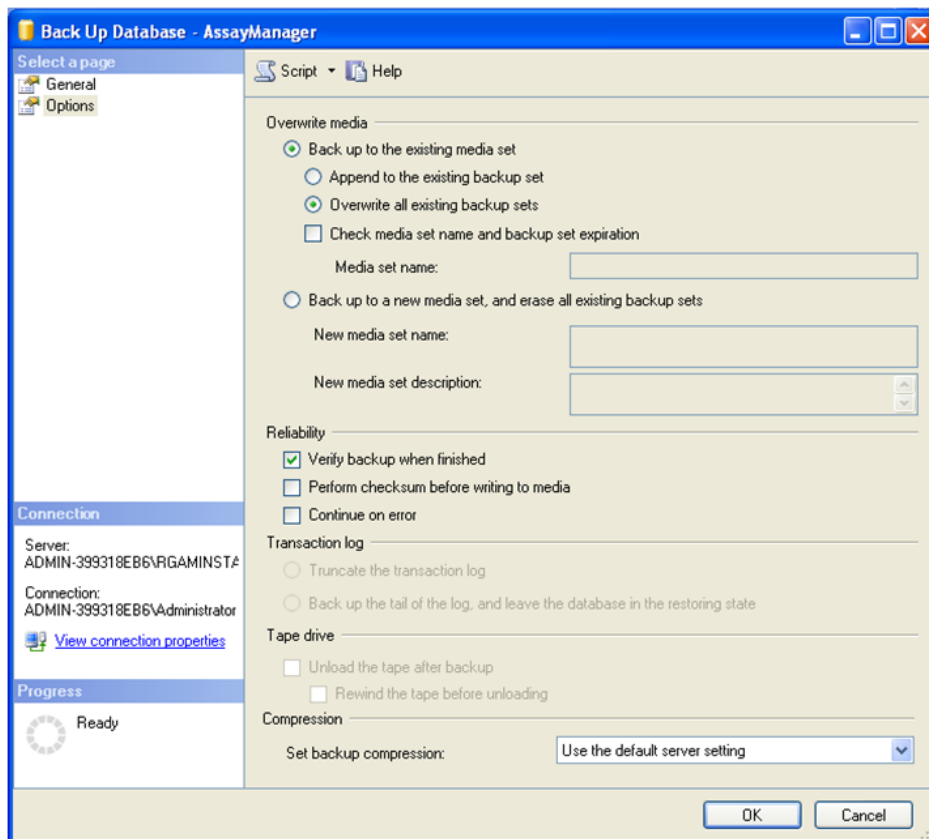 Back Up Database - AssayManager
Select a page
General
Options
Script
Help
Overwrite media
Back up to the existing media set
Append to the existing backup set
Overwrite all existing backup sets
Check media set name and backup set expiration
Media set name:
Back up to a new media set, and erase all existing backup sets
New media set name:
New media set description:
Reliability
Verify backup when finished
Perform checksum before writing to media
Continue on error
Transaction log
Truncate the transaction log
Back up the tail of the log, and leave the database in the restoring state
Tape drive
Unload the tape after backup
Rewind the tape before unloading
Compression
Set backup compression:
Use the default server setting
Connection
Server:
ADMIN-399318EB6\RGAMINSTA
Connection:
ADMIN-399318EB6\Administrator
View connection properties
Progress
Ready
OK
Cancel